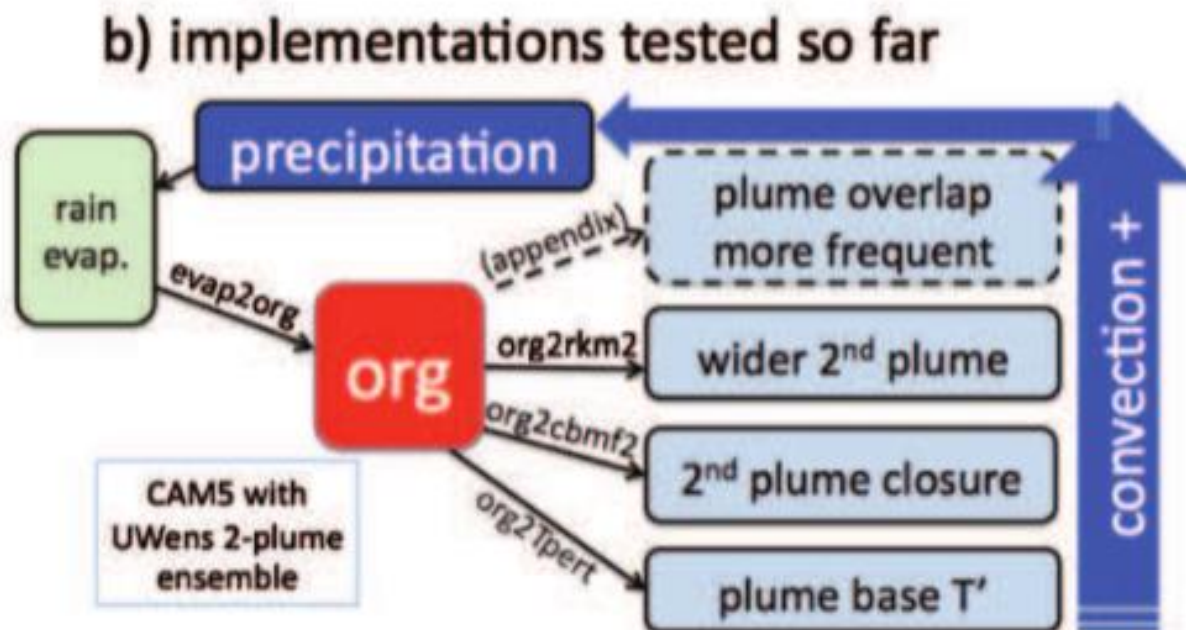 b) implementations tested so far
precipitation
rain
evap.
evap2org
org
(appendix)
plume overlap
more frequent
org2rkm2
wider 2nd plume
org2cbmf2
2nd plume closure
org2Tpert
plume base T’
convection +
CAM5 with
UWens 2-plume
ensemble